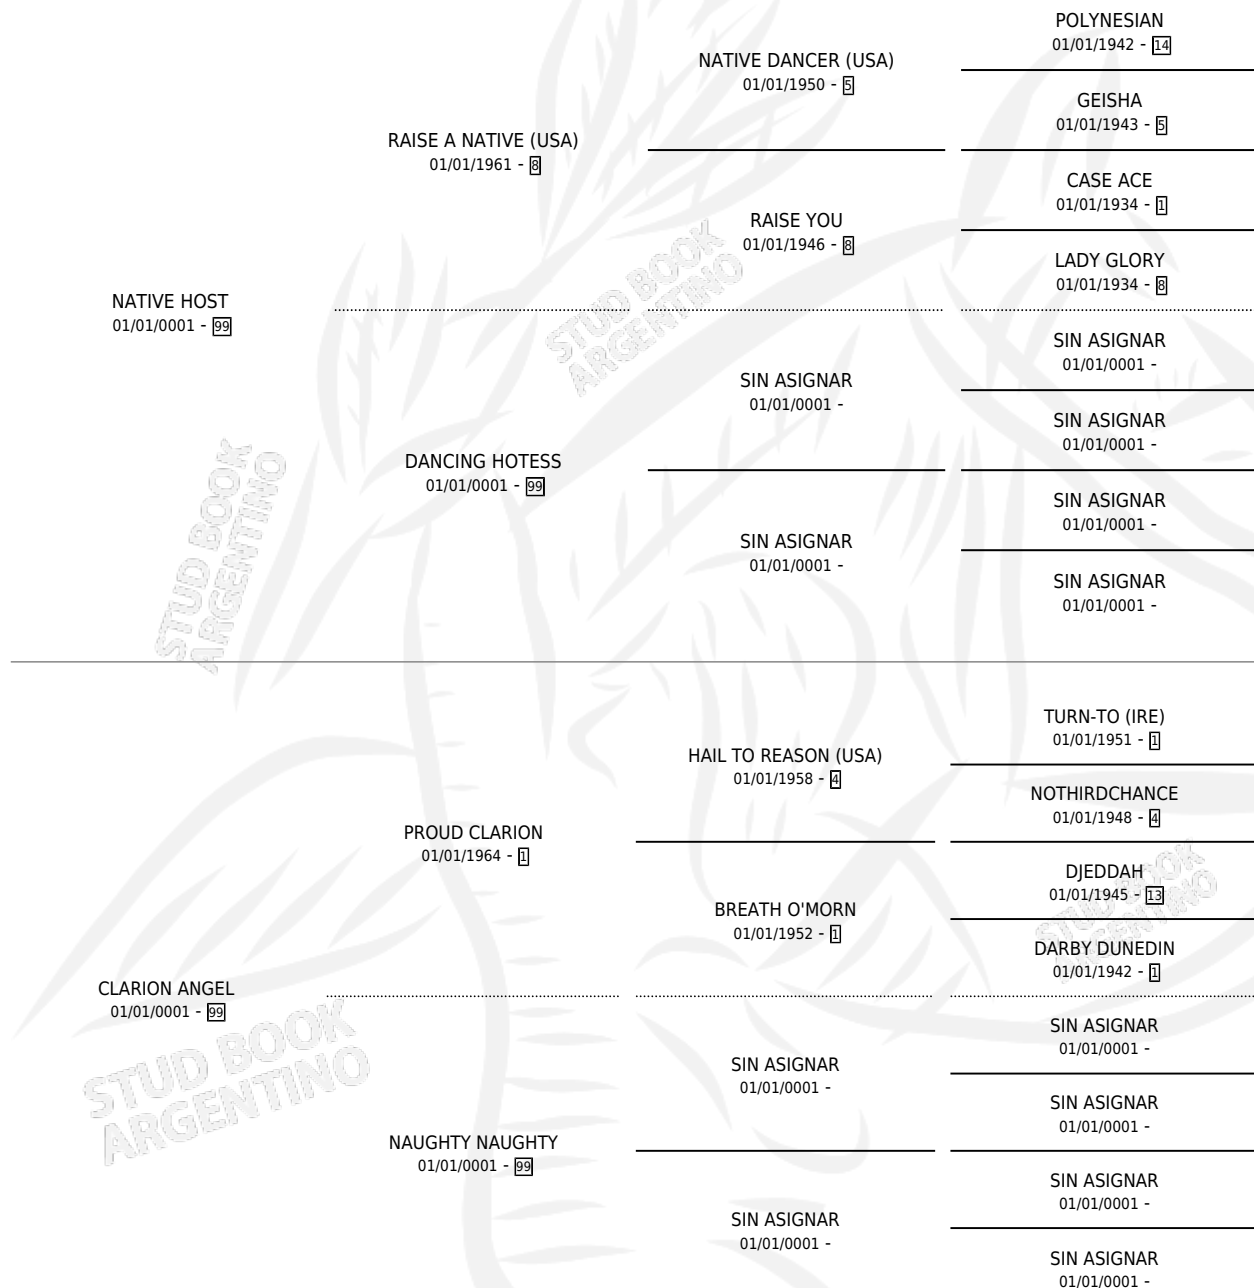 NATIVE HOST
01/01/0001 - 99
RAISE A NATIVE (USA)
01/01/1961 - 8
NATIVE DANCER (USA)
01/01/1950 - 5
POLYNESIAN
01/01/1942 - 14
GEISHA
01/01/1943 - 5
RAISE YOU
01/01/1946 - 8
CASE ACE
01/01/1934 - 1
LADY GLORY
01/01/1934 - 8
DANCING HOTESS
01/01/0001 - 99
SIN ASIGNAR
01/01/0001 -
SIN ASIGNAR
01/01/0001 -
SIN ASIGNAR
01/01/0001 -
SIN ASIGNAR
01/01/0001 -
SIN ASIGNAR
01/01/0001 -
SIN ASIGNAR
01/01/0001 -
CLARION ANGEL
01/01/0001 - 99
PROUD CLARION
01/01/1964 - 1
HAIL TO REASON (USA)
01/01/1958 - 4
TURN-TO (IRE)
01/01/1951 - 1
NOTHIRDCHANCE
01/01/1948 - 4
BREATH O'MORN
01/01/1952 - 1
DJEDDAH
01/01/1945 - 13
DARBY DUNEDIN
01/01/1942 - 1
NAUGHTY NAUGHTY
01/01/0001 - 99
SIN ASIGNAR
01/01/0001 -
SIN ASIGNAR
01/01/0001 -
SIN ASIGNAR
01/01/0001 -
SIN ASIGNAR
01/01/0001 -
SIN ASIGNAR
01/01/0001 -
SIN ASIGNAR
01/01/0001 -
STUD BOOK
ARGENTINO
STUD BOOK
ARGENTINO
STUD BOOK
ARGENTINO
STUD BOOK
ARGENTINO